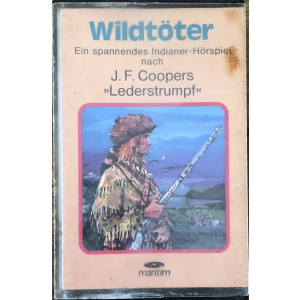 Wildtöter
Ein spannendes Indianer-Hörspiel
nach
J. F. Coopers
»Lederstrumpf«
maritim